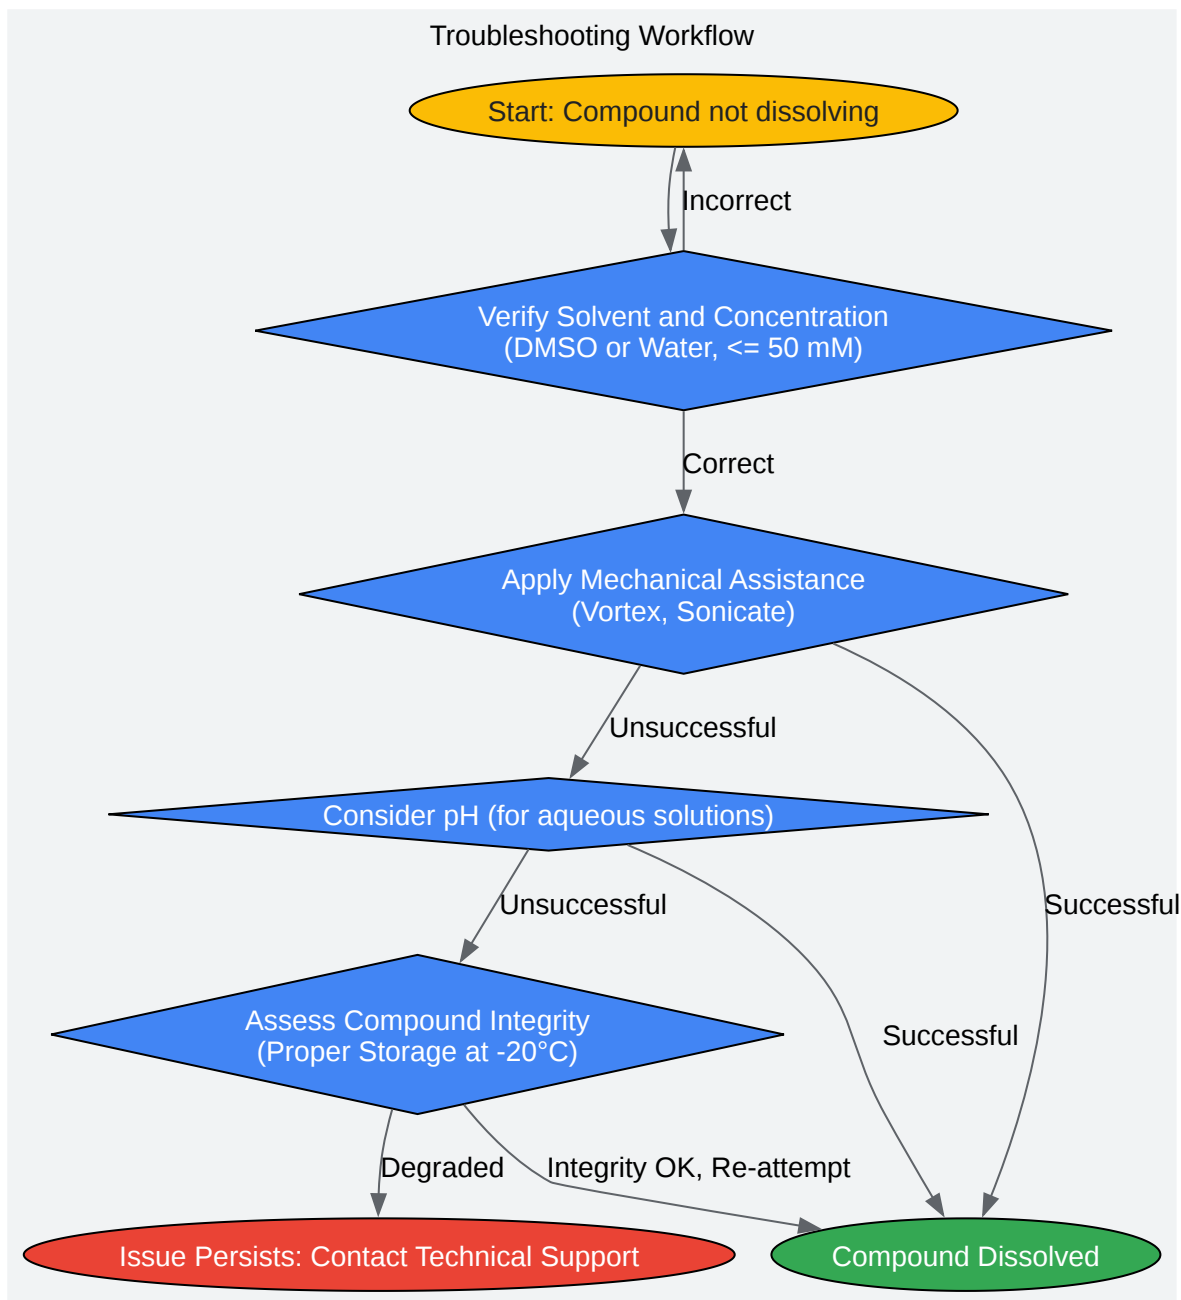 Troubleshooting Workflow
Start: Compound not dissolving
Incorrect
Verify Solvent and Concentration
(DMSO or Water, <= 50 mM)
Correct
Apply Mechanical Assistance
(Vortex, Sonicate)
Unsuccessful
Consider pH (for aqueous solutions)
Unsuccessful
Successful
Assess Compound Integrity
(Proper Storage at -20°C)
Successful
Degraded
Integrity OK, Re-attempt
Issue Persists: Contact Technical Support
Compound Dissolved